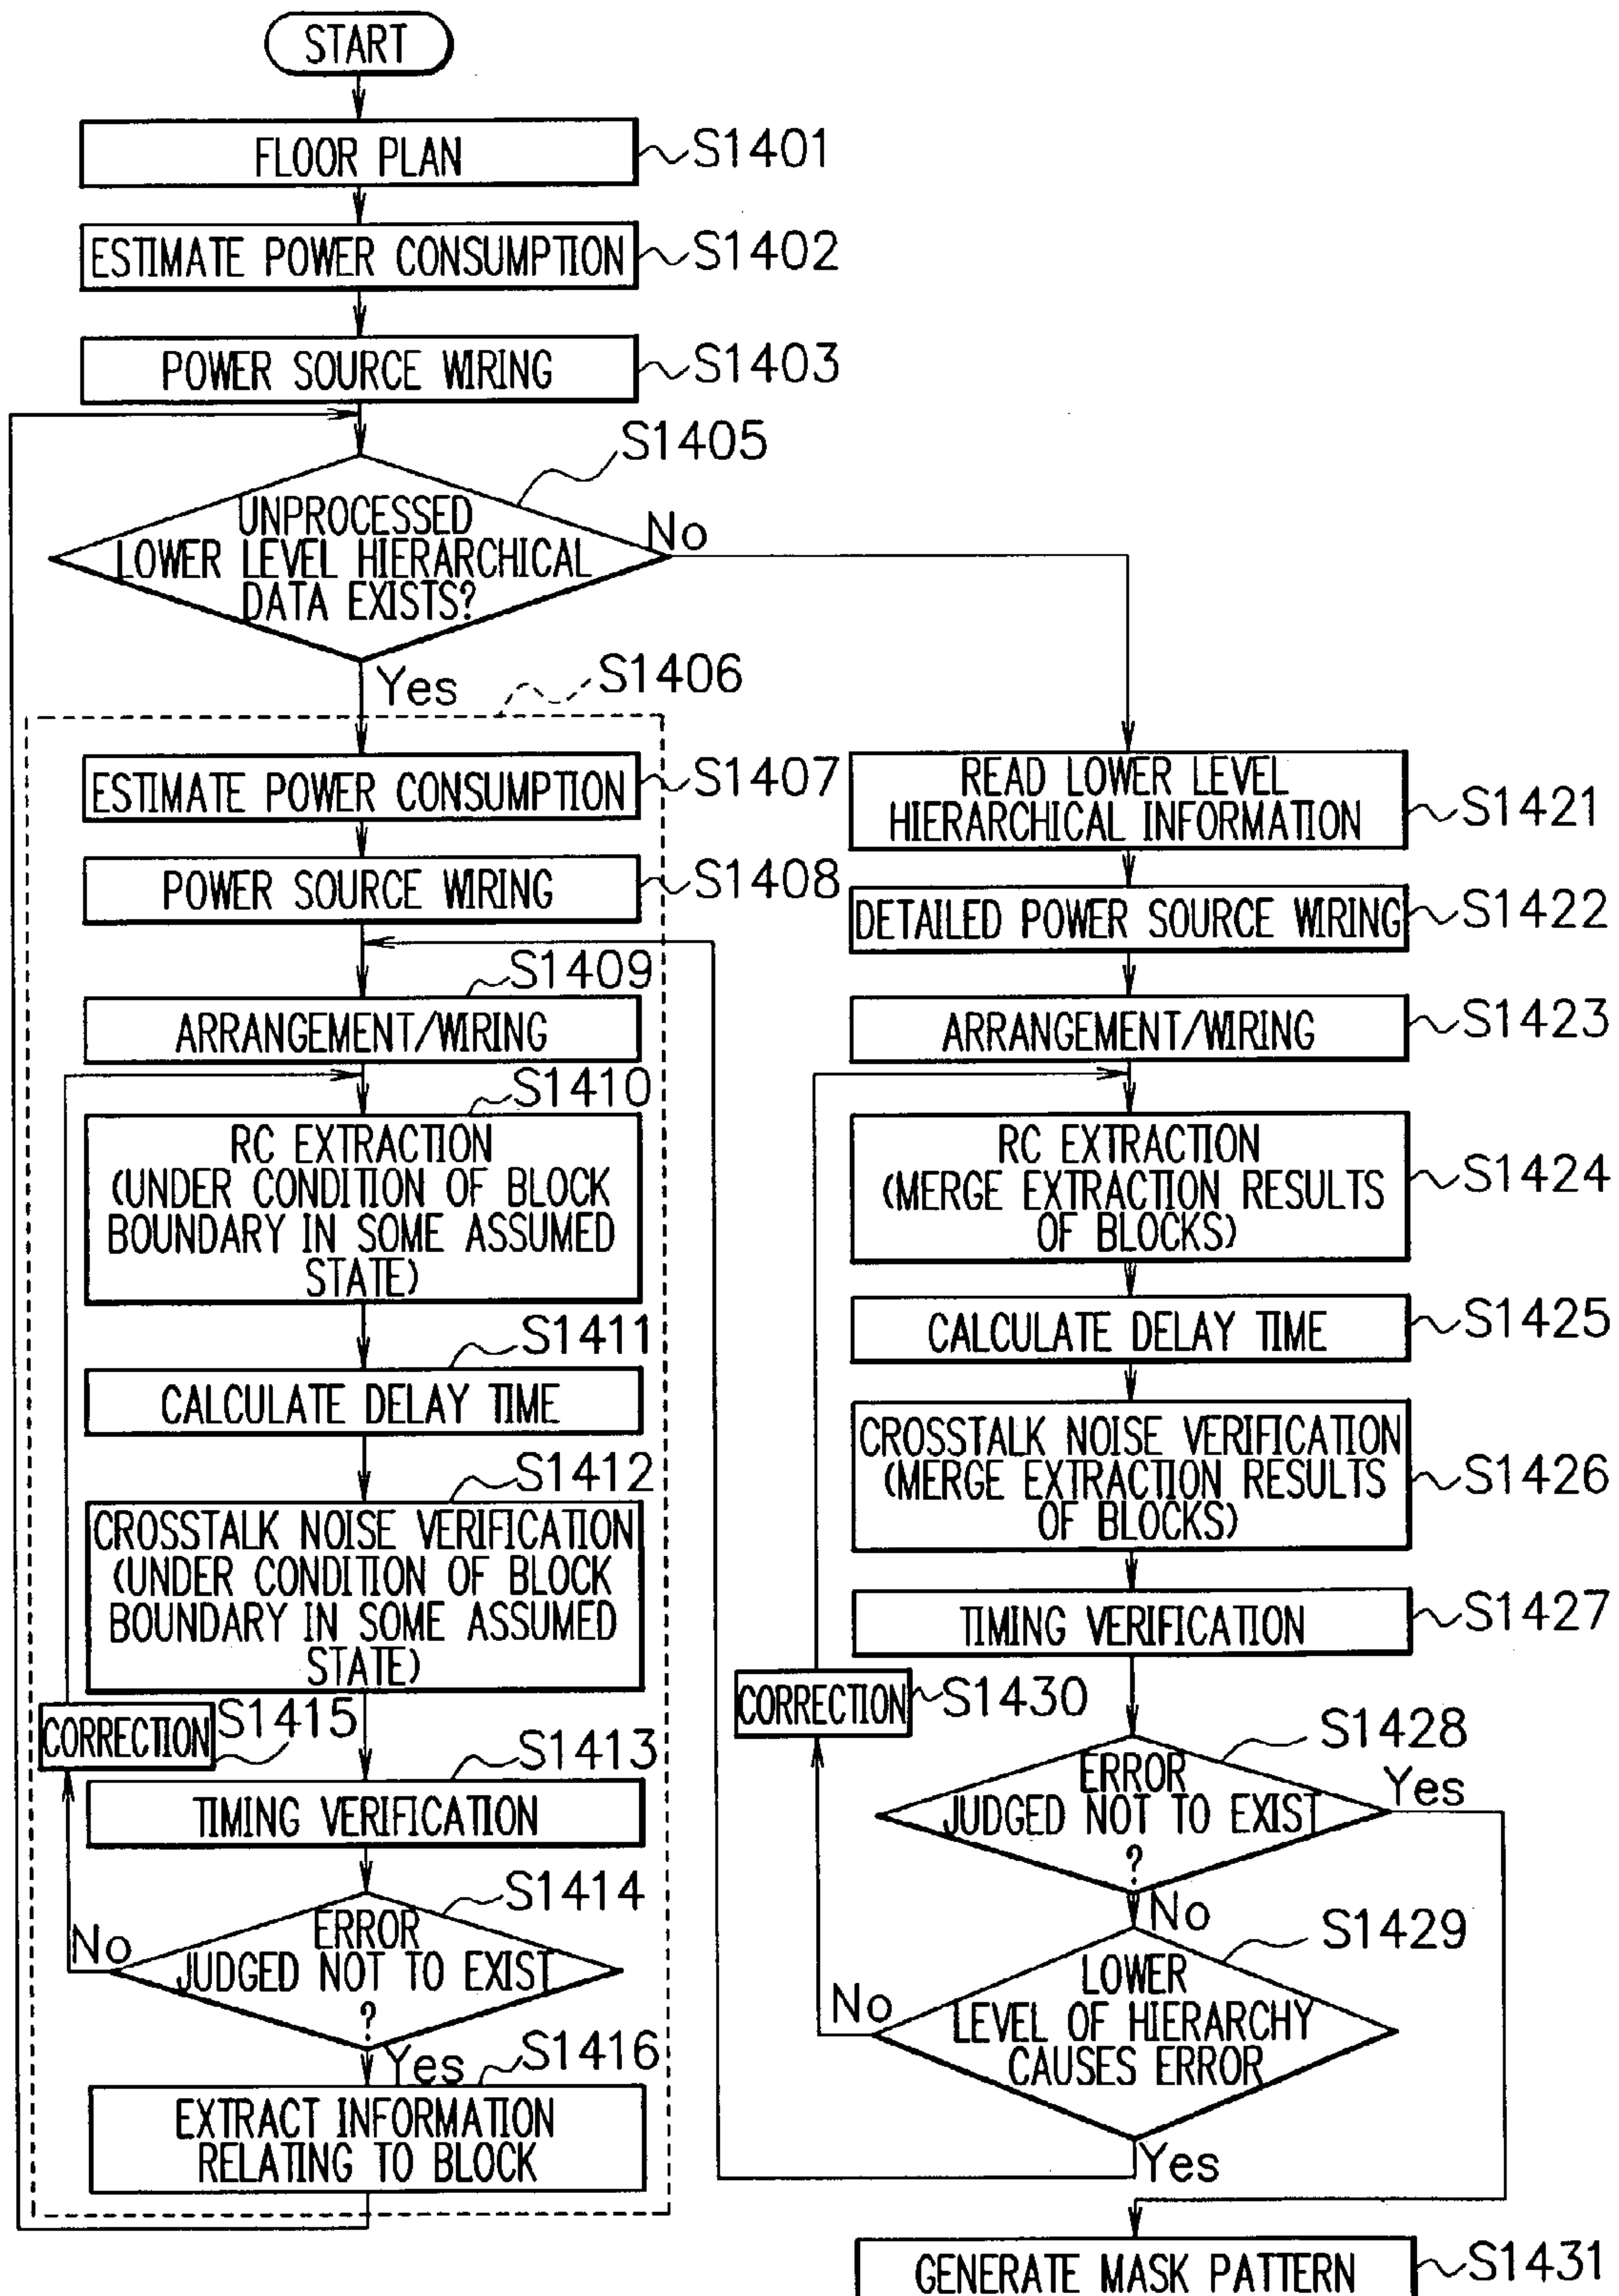 START
FLOOR PLAN
S1401
ESTIMATE POWER CONSUMPTION
S1402
POWER SOURCE WIRING
S1403
S1405
UNPROCESSED
LOWER LEVEL HIERARCHICAL
DATA EXISTS?
No
Yes
S1406
ESTIMATE POWER CONSUMPTION
S1407
POWER SOURCE WIRING
S1408
S1409
ARRANGEMENT/WIRING
S1410
RC EXTRACTION
(UNDER CONDITION OF BLOCK
BOUNDARY IN SOME ASSUMED
STATE)
S1411
CALCULATE DELAY TIME
S1412
CROSSTALK NOISE VERIFICATION
(UNDER CONDITION OF BLOCK
BOUNDARY IN SOME ASSUMED
STATE)
CORRECTION
S1415
S1413
TIMING VERIFICATION
S1414
ERROR
JUDGED NOT TO EXIST
?
No
Yes
S1416
EXTRACT INFORMATION
RELATING TO BLOCK
READ LOWER LEVEL
HIERARCHICAL INFORMATION
S1421
DETAILED POWER SOURCE WIRING
S1422
ARRANGEMENT/WIRING
S1423
RC EXTRACTION
(MERGE EXTRACTION RESULTS
OF BLOCKS)
S1424
CALCULATE DELAY TIME
S1425
CROSSTALK NOISE VERIFICATION
(MERGE EXTRACTION RESULTS
OF BLOCKS)
S1426
TIMING VERIFICATION
S1427
CORRECTION
S1430
S1428
ERROR
JUDGED NOT TO EXIST
?
Yes
No
S1429
LOWER
LEVEL OF HIERARCHY
CAUSES ERROR
No
Yes
GENERATE MASK PATTERN
S1431